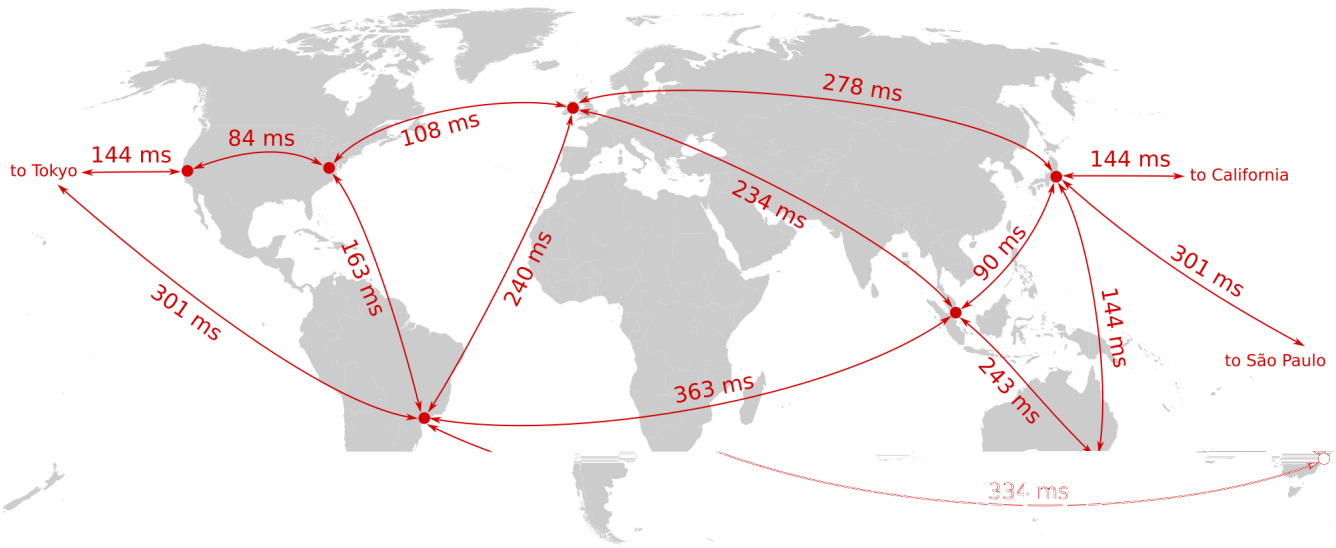 278 ms
108 ms
84 ms
144 ms
to Tokyo
144 ms
to California
234 ms
163 ms
240 ms
90 ms
301 ms
301 ms
144 ms
to São Paulo
363 ms
243 ms
334 ms